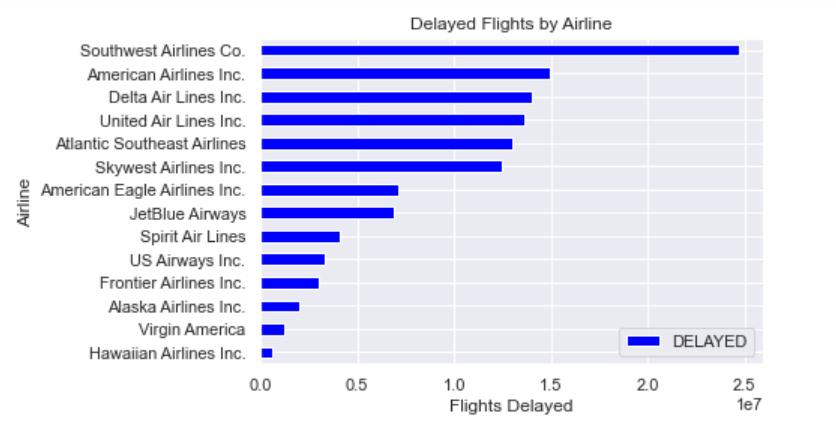 Delayed Flights by Airline
Southwest Airlines Co.
American Airlines Inc.
Delta Air Lines Inc.
United Air Lines Inc.
Atlantic Southeast Airlines
Skywest Airlines Inc.
American Eagle Airlines Inc.
JetBlue Airways
Spirit Air Lines
US Airways Inc.
Frontier Airlines Inc.
Alaska Airlines Inc.
Virgin America
Hawaiian Airlines Inc.
Airline
DELAYED
0.0 0.5 1.0 1.5 2.0 2.5
1e7
Flights Delayed